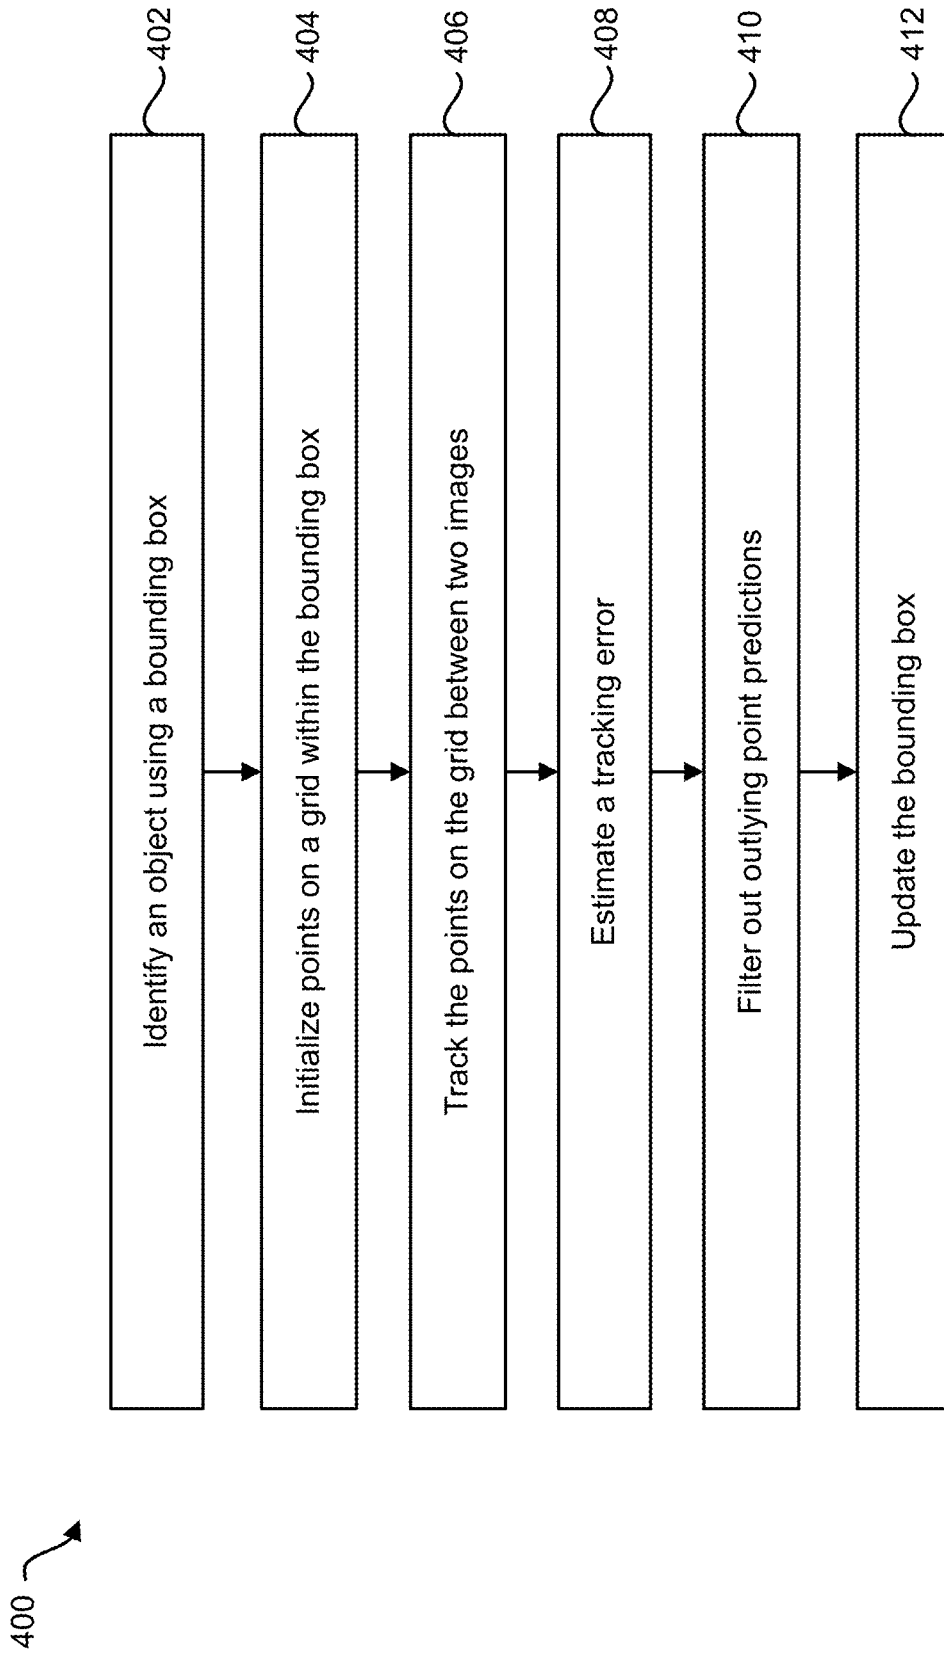 400
Identify an object using a bounding box
402
Initialize points on a grid within the bounding box
404
Track the points on the grid between two images
406
Estimate a tracking error
408
Filter out outlying point predictions
410
Update the bounding box
412